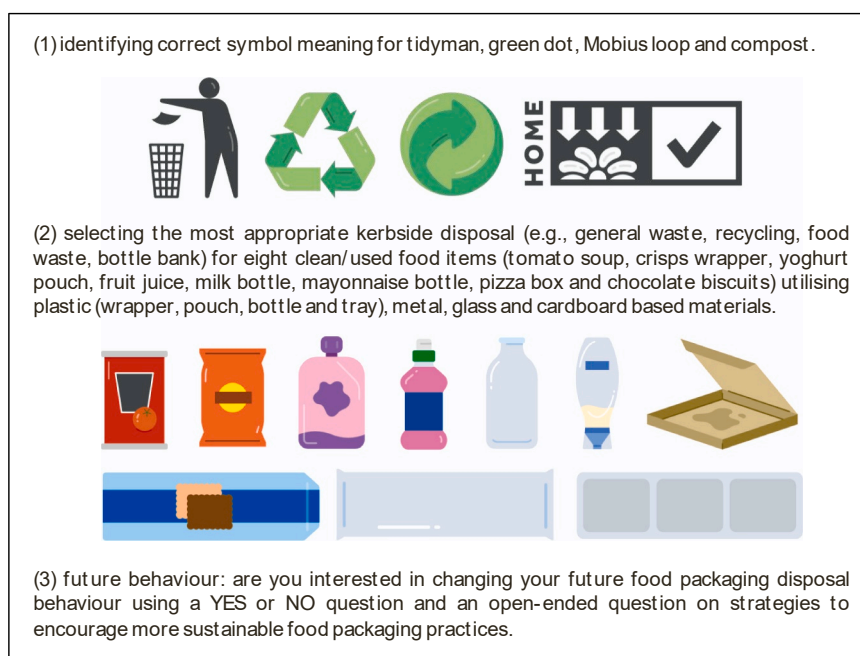 (1) identifying correct symbol meaning for tidyman, green dot, Mobius loop and compost.
HOME
(2) selecting the most appropriate kerbside disposal (e.g., general waste, recycling, food
waste, bottle bank) for eight clean/used food items (tomato soup, crisps wrapper, yoghurt
pouch, fruit juice, milk bottle, mayonnaise bottle, pizza box and chocolate biscuits) utilising
plastic (wrapper, pouch, bottle and tray), metal, glass and cardboard based materials.
(3) future behaviour: are you interested in changing your future food packaging disposal
behaviour using a YES or NO question and an open-ended question on strategies to
encourage more sustainable food packaging practices.